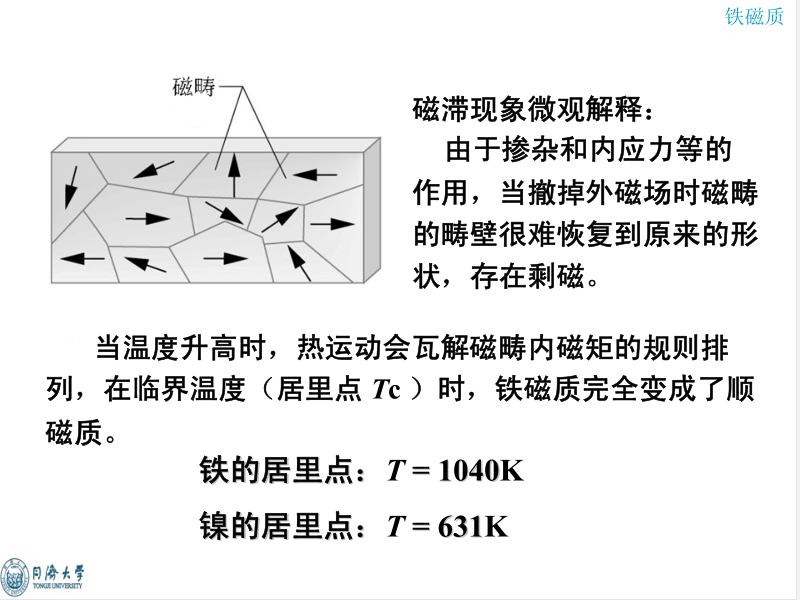 铁磁质
磁畴
磁滞现象微观解释：
由于掺杂和内应力等的
作用，当撤掉外磁场时磁畴
的畴壁很难恢复到原来的形
状，存在剩磁。
当温度升高时，热运动会瓦解磁畴内磁矩的规则排
列，在临界温度（居里点 Tc ）时，铁磁质完全变成了顺
磁质。
铁的居里点：T = 1040K
镍的居里点：T = 631K
同济大学
TONGJI UNIVERSITY